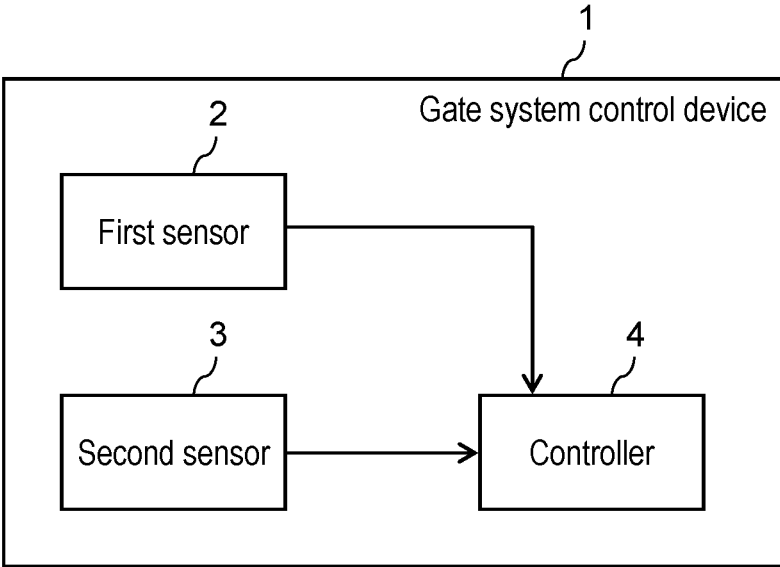 1
Gate system control device
2
First sensor
3
Second sensor
4
Controller